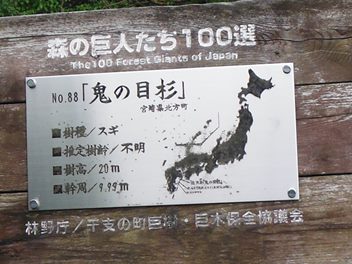 森の巨人たち100選
The 100 Forest Giants of Japan
No.88「鬼の目杉」
宮崎県北方町
■樹種/スギ
■推定樹齢/不明
■樹高/20m
■幹周/9.99m
林野庁/干支の町巨樹・巨木保全協議会